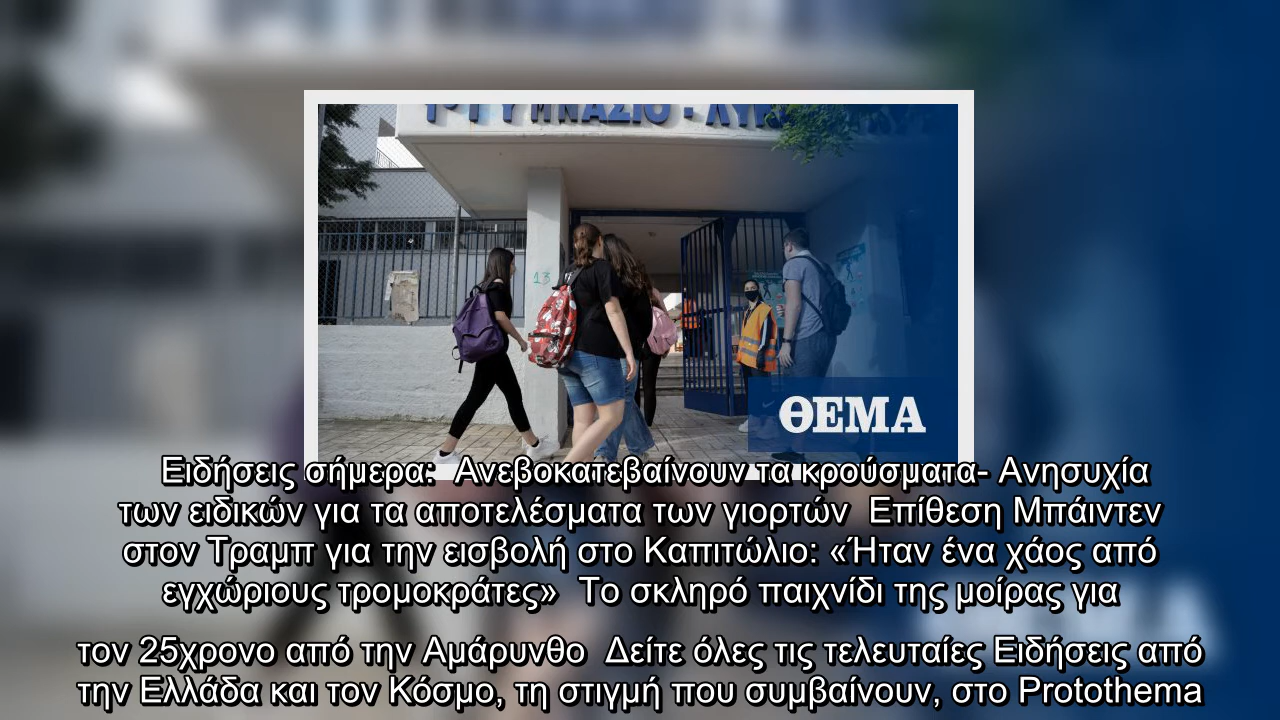 1ο ΓΥΜΝΑΣΙΟ - ΛΥΚ
13
ΘΕΜΑ
Ειδήσεις σήμερα: Ανεβοκατεβαίνουν τα κρούσματα- Ανησυχία
των ειδικών για τα αποτελέσματα των γιορτών Επίθεση Μπάιντεν
στον Τραμπ για την εισβολή στο Καπιτώλιο: «Ήταν ένα χάος από
εγχώριους τρομοκράτες» Το σκληρό παιχνίδι της μοίρας για
τον 25χρονο από την Αμάρυνθο Δείτε όλες τις τελευταίες Ειδήσεις από
την Ελλάδα και τον Κόσμο, τη στιγμή που συμβαίνουν, στο Protothema